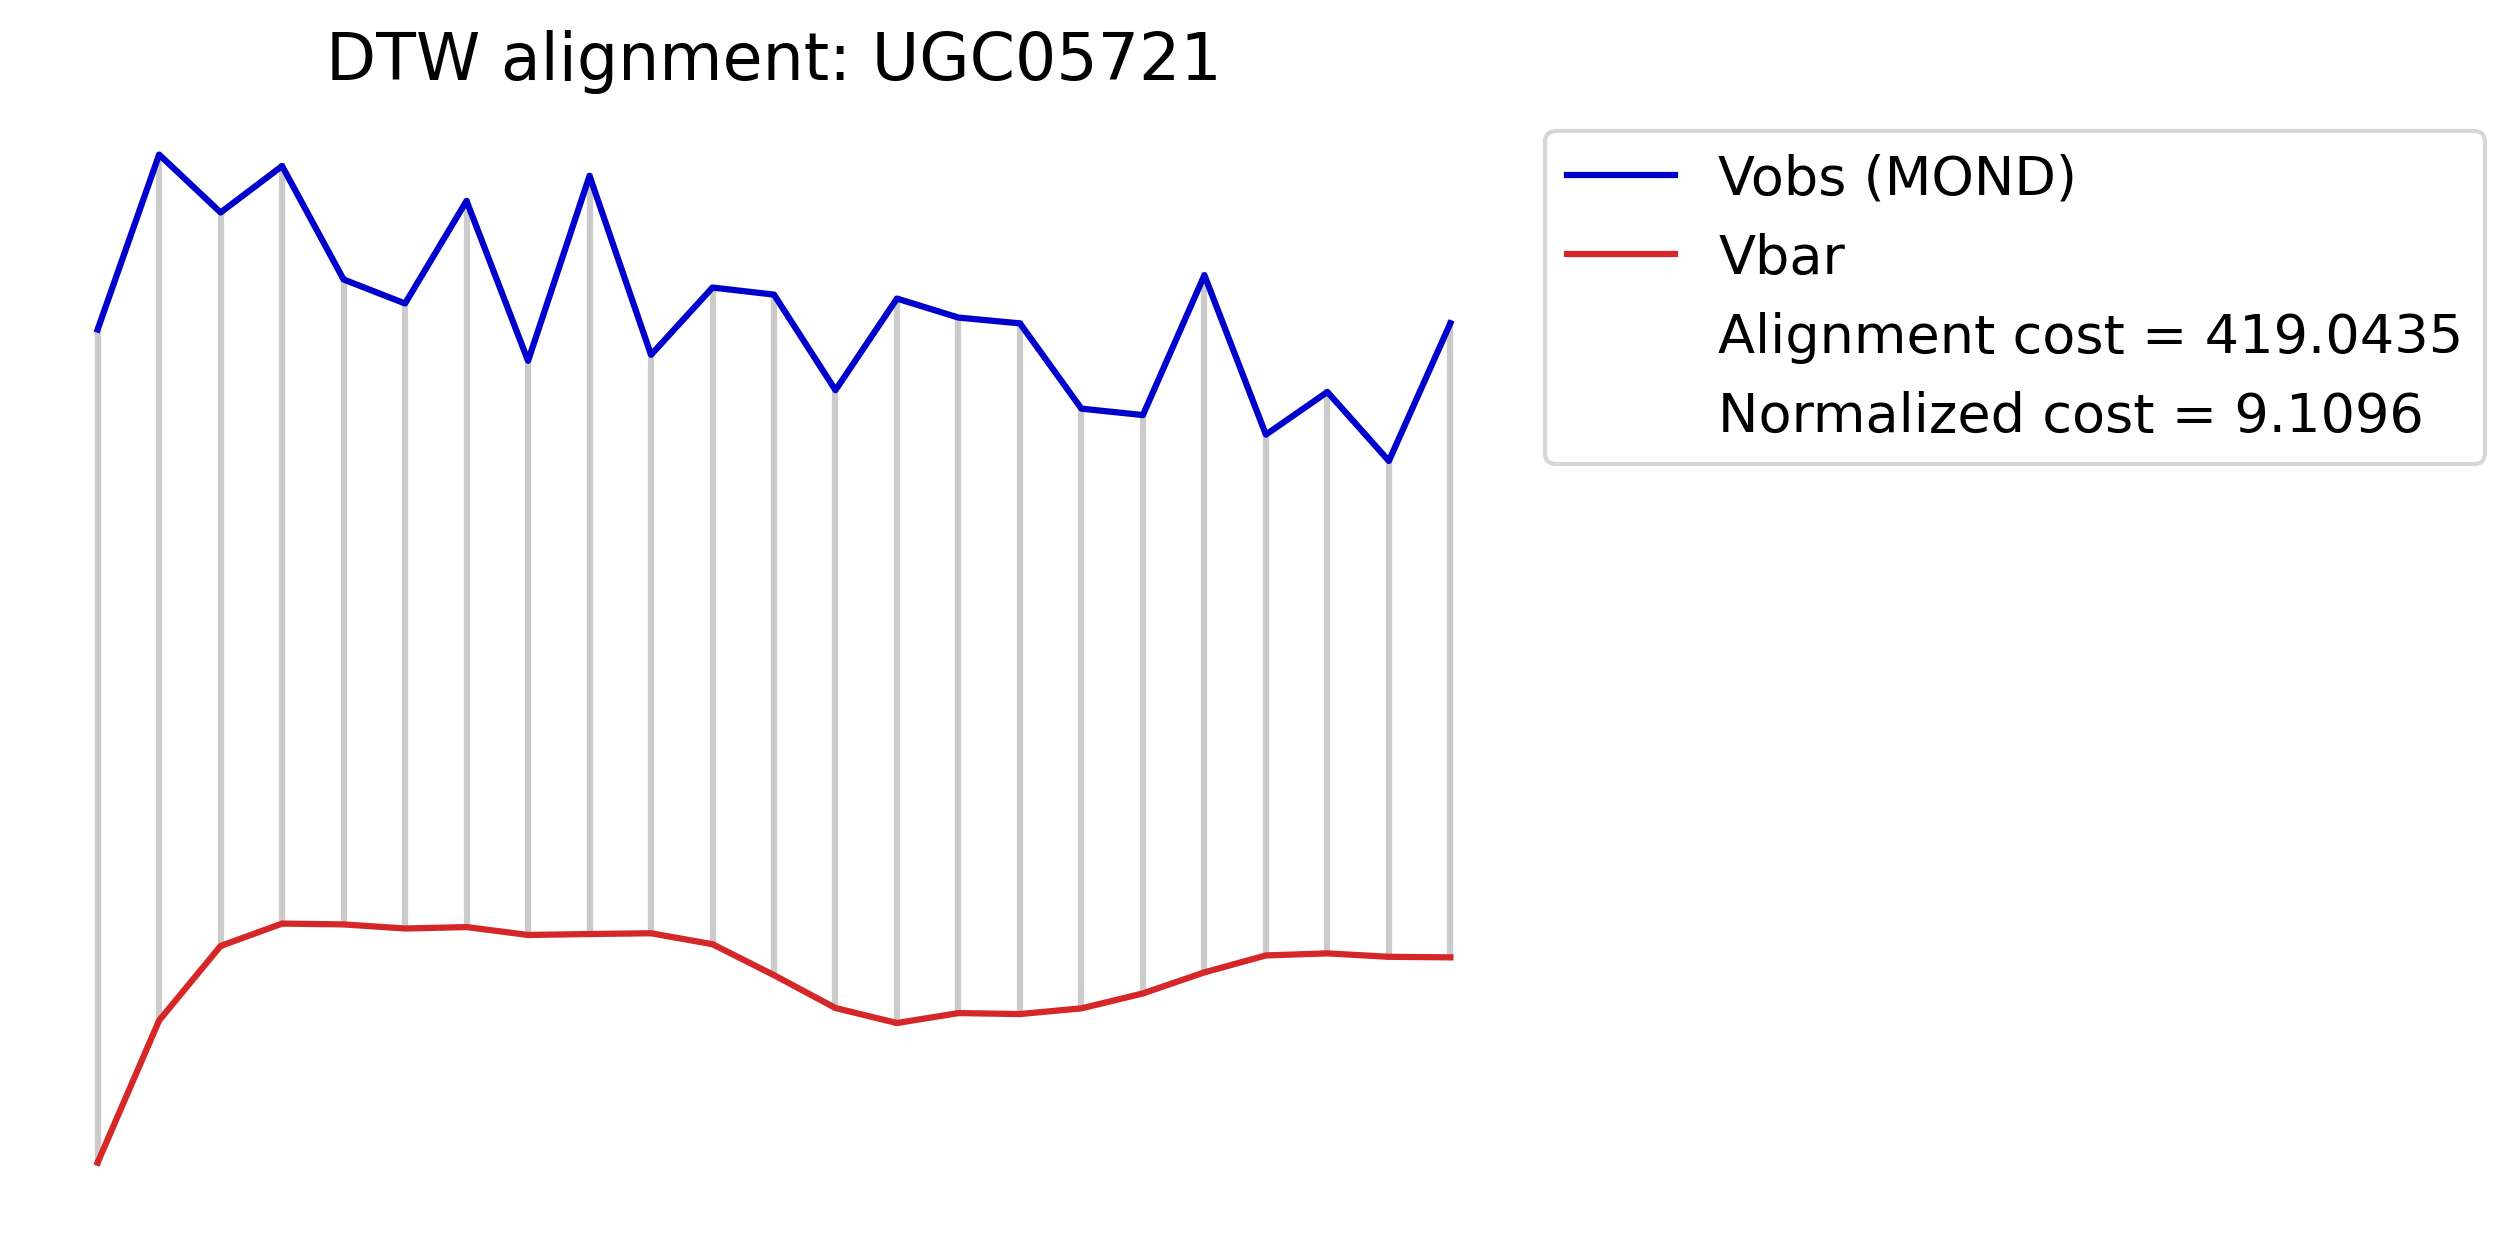 DTW alignment: UGC05721
Vobs (MOND)
Vbar
Alignment cost = 419.0435
Normalized cost = 9.1096